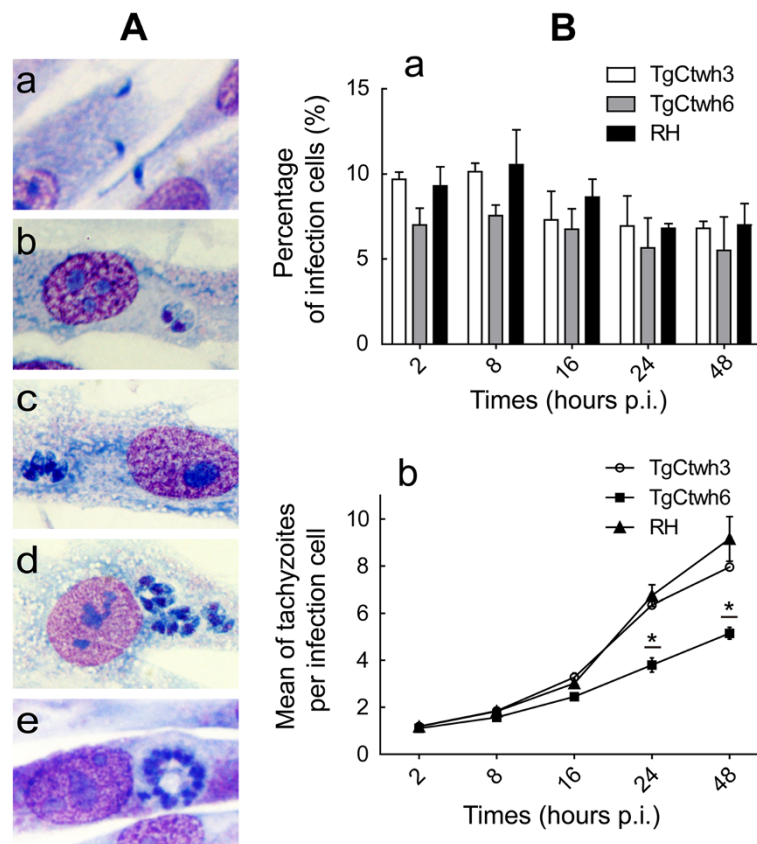 A
a
b
c
d
e
B
a
TgCtwh3
TgCtwh6
RH
Percentage
of infection cells (%)
15
10
5
0
2 8 16 24 48
Times (hours p.i.)
b
TgCtwh3
TgCtwh6
RH
Mean of tachyzoites
per infection cell
10
8
6
4
2
0
* *
2 8 16 24 48
Times (hours p.i.)